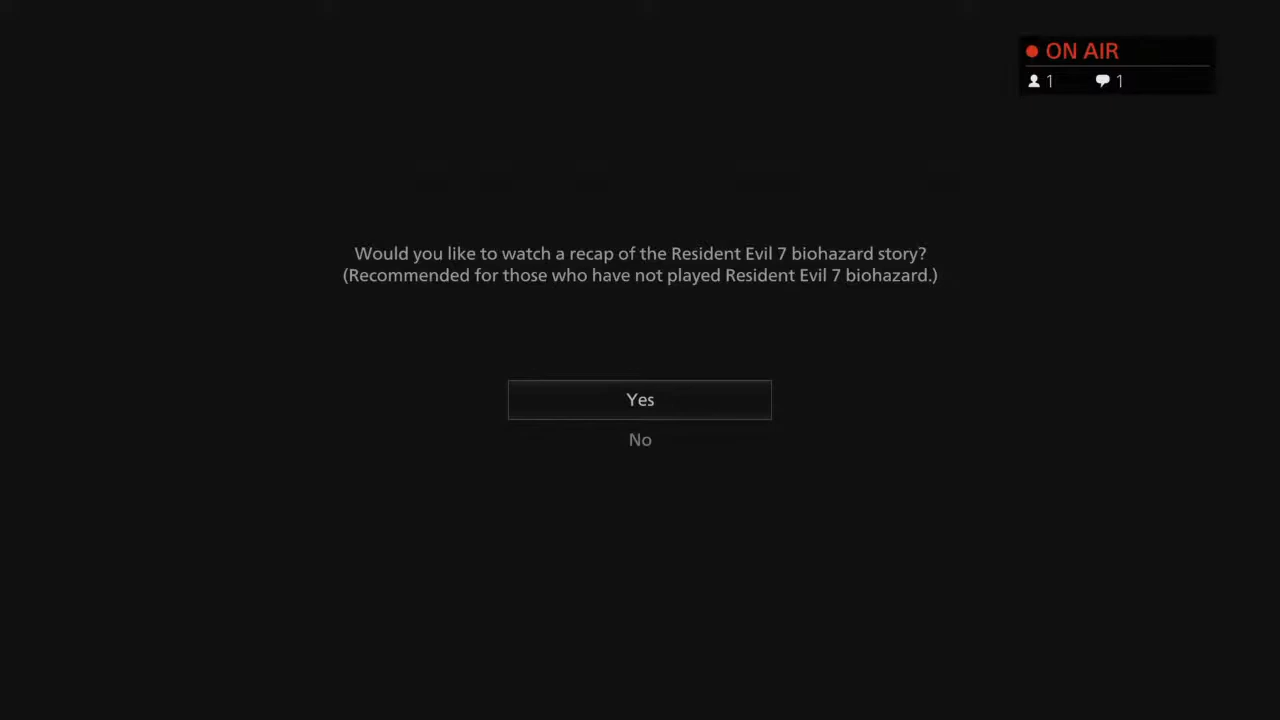 ON AIR
1 1
Would you like to watch a recap of the Resident Evil 7 biohazard story?
(Recommended for those who have not played Resident Evil 7 biohazard.)
Yes
No